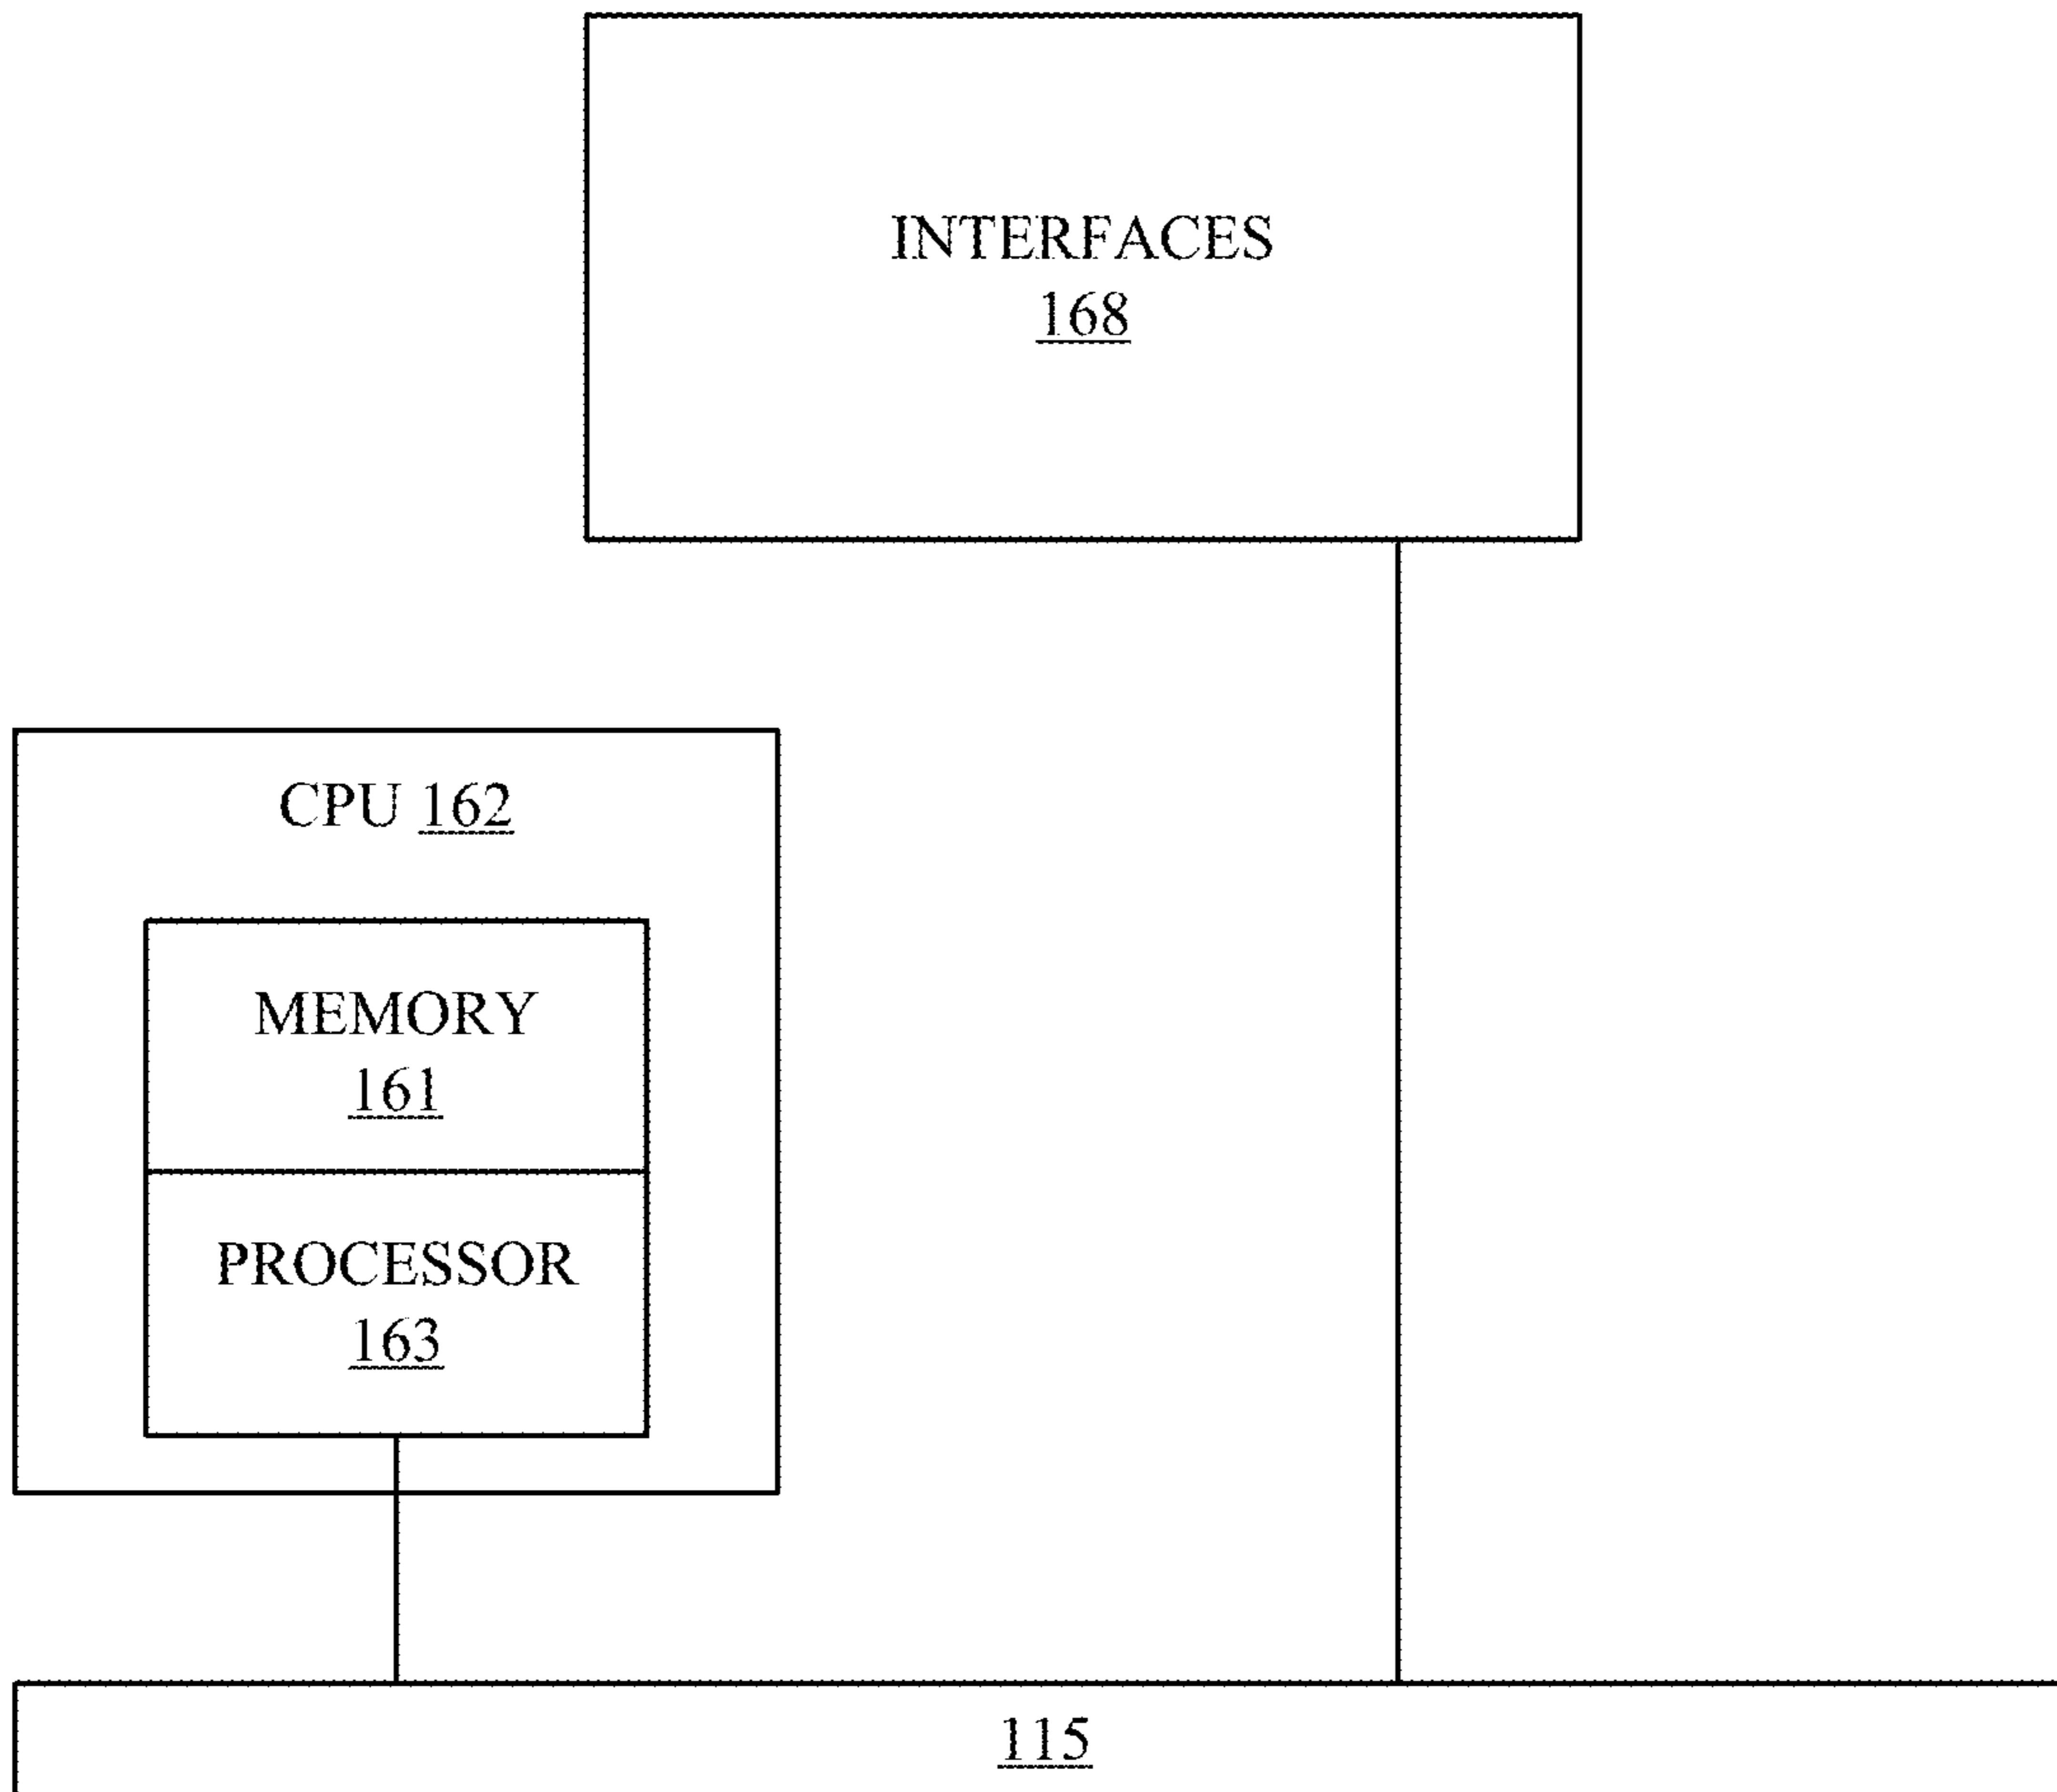 INTERFACES
168
CPU 162
MEMORY
161
PROCESSOR
163
115